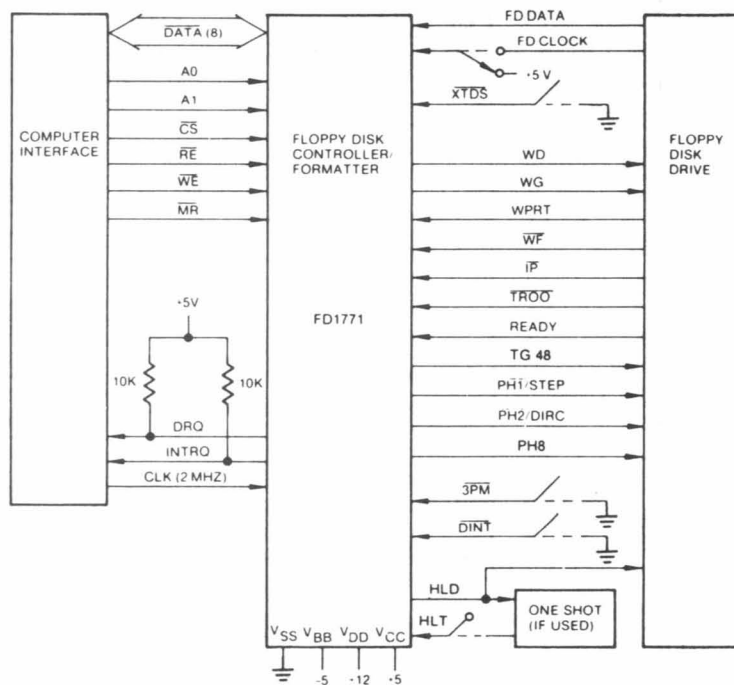 DATA (8)
A0
A1
CS
RE
WE
MR
COMPUTER
INTERFACE
+5V
10K
10K
DRQ
INTRQ
CLK (2 MHZ)
FLOPPY DISK
CONTROLLER/
FORMATTER
FD1771
VSS
VBB
VDD
VCC
-5
+12
+5
FD DATA
FD CLOCK
+5 V
XTDS
WD
WG
WPRT
WF
IP
TROO
READY
TG 48
PH1/STEP
PH2/DIRC
PH8
3PM
DINT
HLD
HLT
ONE SHOT
(IF USED)
FLOPPY
DISK
DRIVE